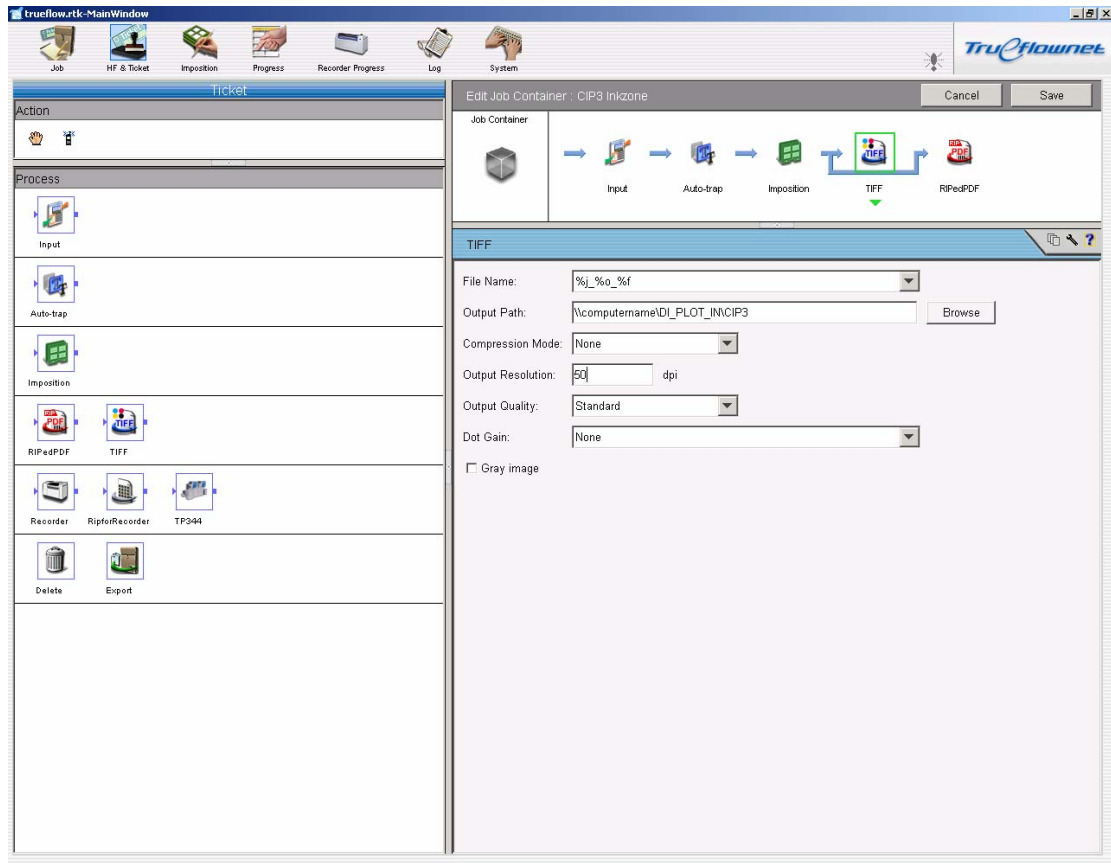 trueflow.rtk-MainWindow
Job HF & Ticket Imposition Progress Recorder Progress Log System
Trueflownet
Ticket
Action
Process
Input
Auto-trap
Imposition
RIPedPDF TIFF
Recorder RipforRecorder TP344
Delete Export
Edit Job Container : CIP3 Inkzone Cancel Save
Job Container
Input Auto-trap Imposition TIFF RIPedPDF
TIFF
File Name: %j_%o_%f
Output Path: \\computername\DI_PLOT_IN\CIP3 Browse
Compression Mode: None
Output Resolution: 50 dpi
Output Quality: Standard
Dot Gain: None
Gray image